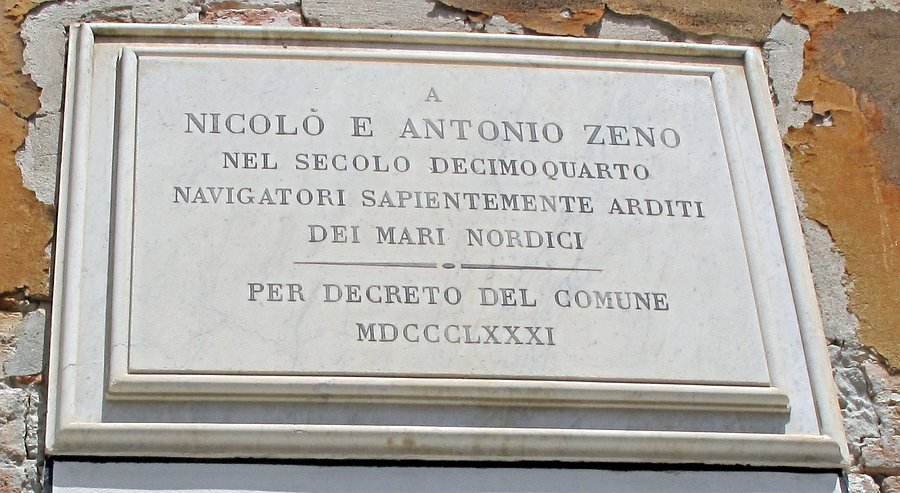 A
NICOLÒ E ANTONIO ZENO
NEL SECOLO DECIMOQUARTO
NAVIGATORI SAPIENTEMENTE ARDITI
DEI MARI NORDICI
PER DECRETO DEL COMUNE
MDCCCLXXXI